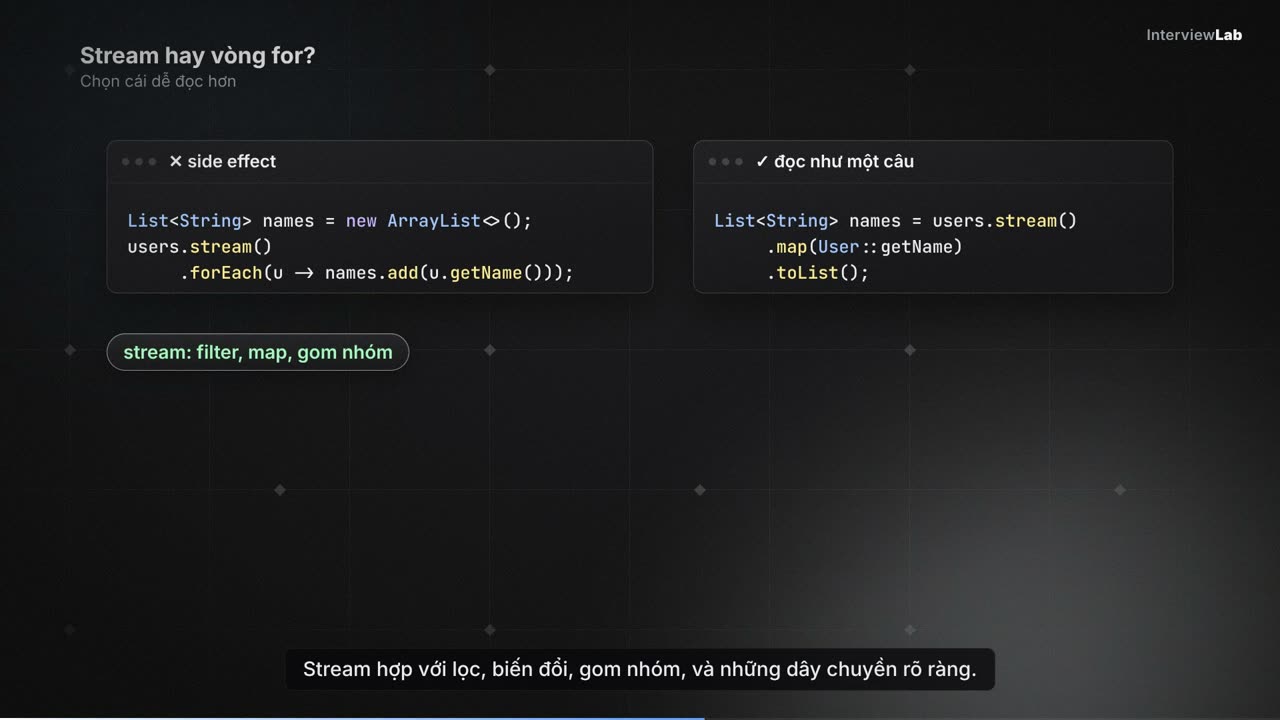 Stream hay vòng for?
Chọn cái dễ đọc hơn
InterviewLab
✕ side effect
List<String> names = new ArrayList<>();
users.stream()
.forEach(u -> names.add(u.getName()));
✓ đọc như một câu
List<String> names = users.stream()
.map(User::getName)
.toList();
stream: filter, map, gom nhóm
Stream hợp với lọc, biến đổi, gom nhóm, và những dây chuyền rõ ràng.